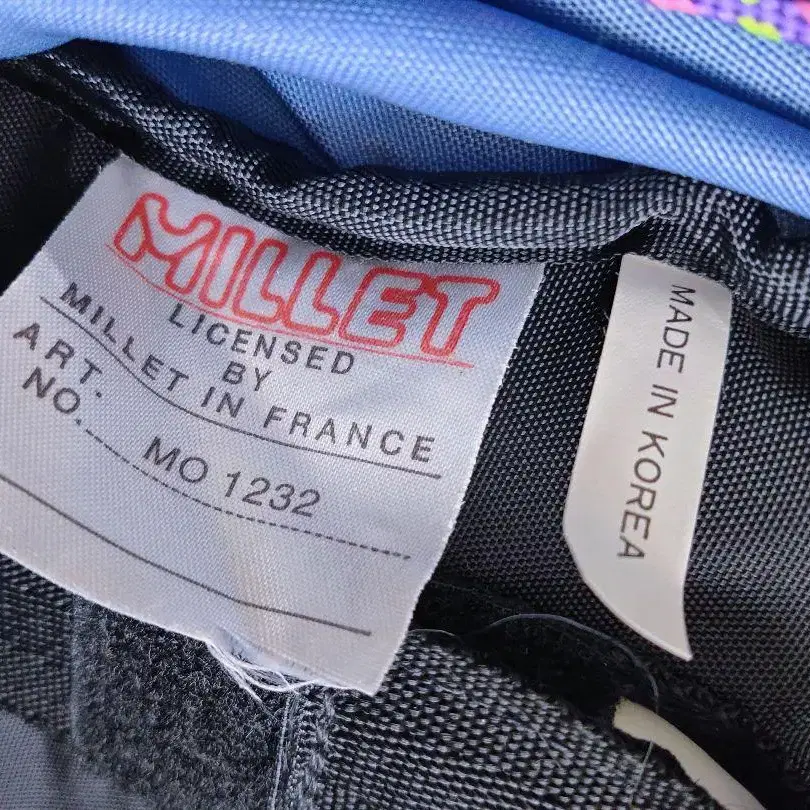 MILLET
LICENSED
BY
MILLET IN FRANCE
ART.
NO. MO 1232
MADE IN KOREA